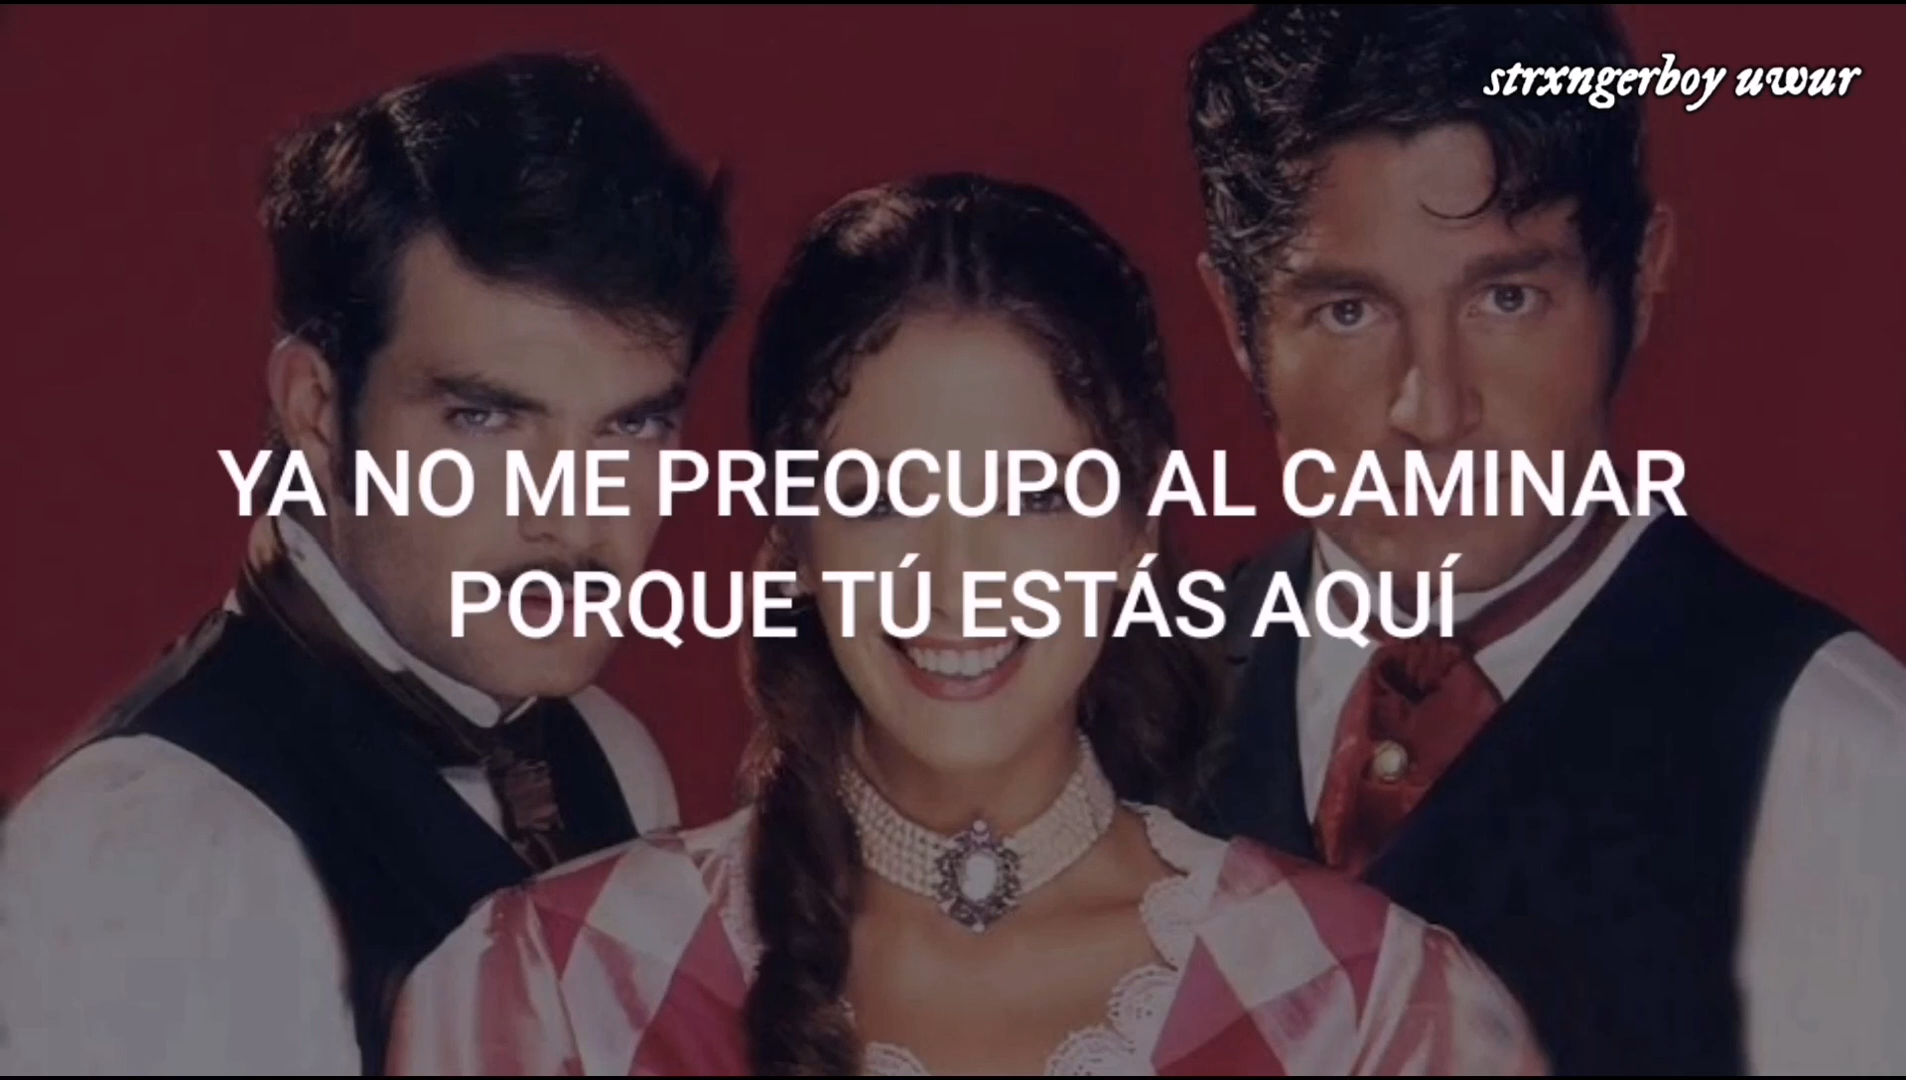 strxngerboy uwur
YA NO ME PREOCUPO AL CAMINAR
PORQUE TÚ ESTÁS AQUÍ